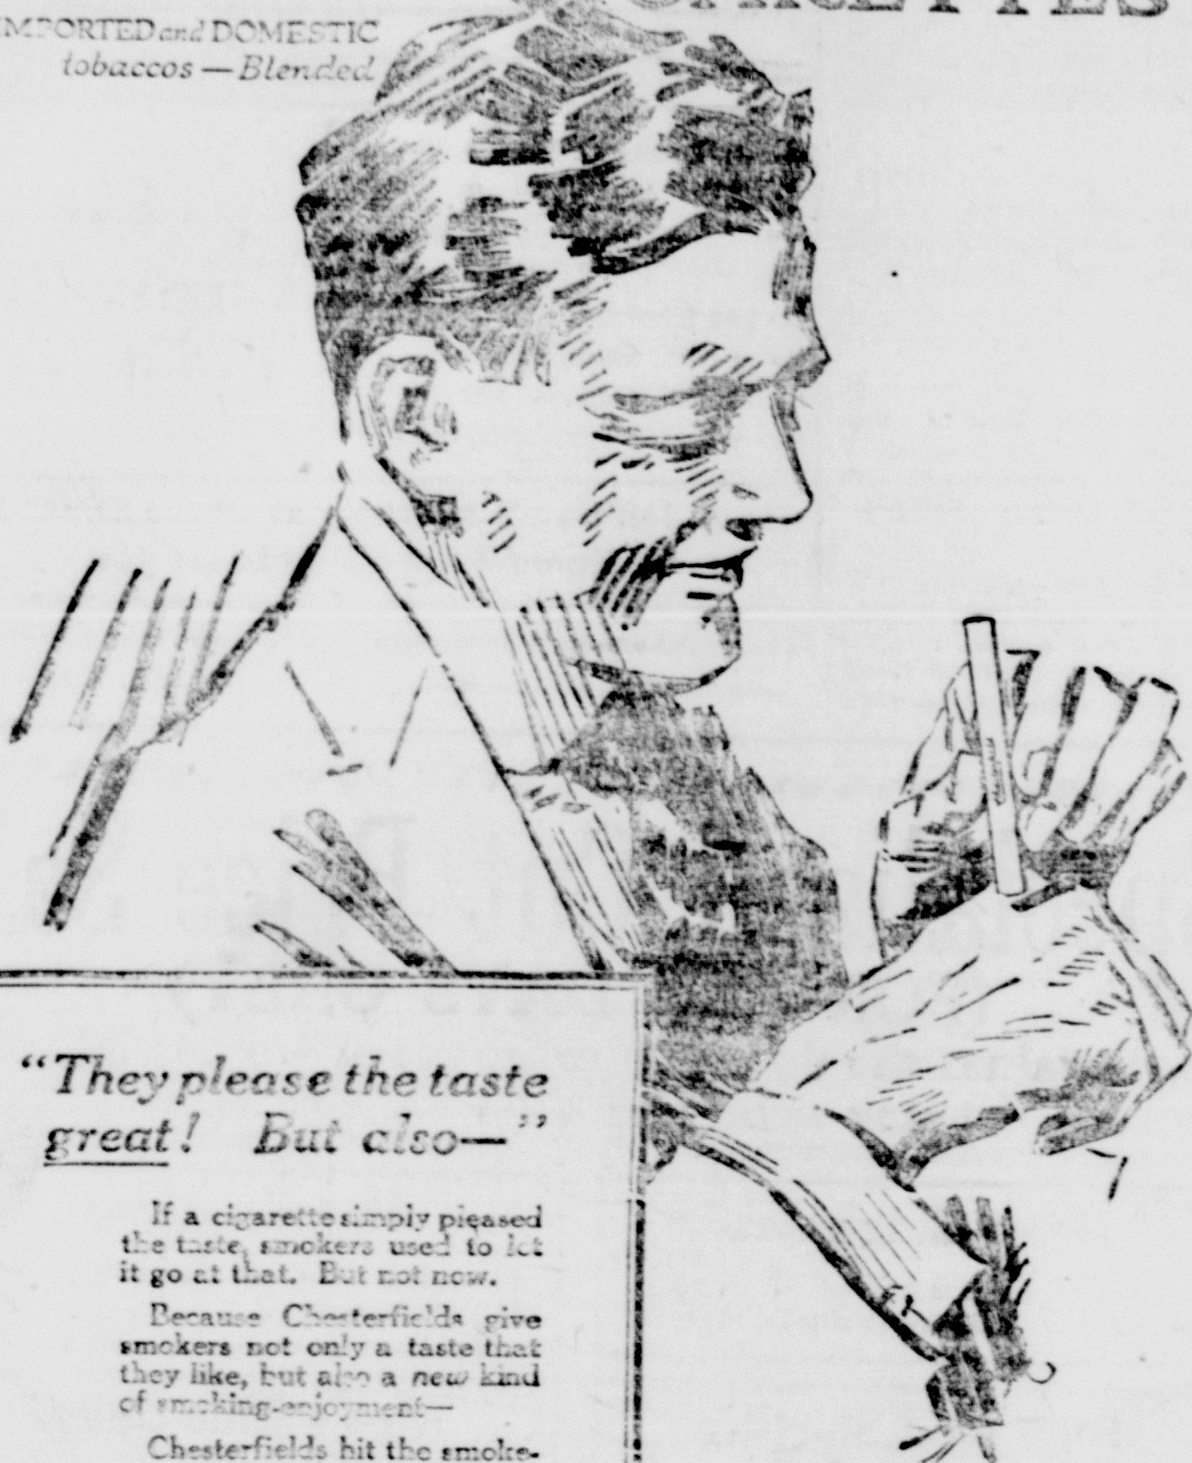 IMPORTED and DOMESTIC
tobaccos — Blended
"They please the taste
great! But also—"
If a cigarette simply pleased
the taste, smokers used to let
it go at that. But not now.
Because Chesterfields give
smokers not only a taste that
they like, but also a new kind
of smoking-enjoyment—
Chesterfields hit the smoke-